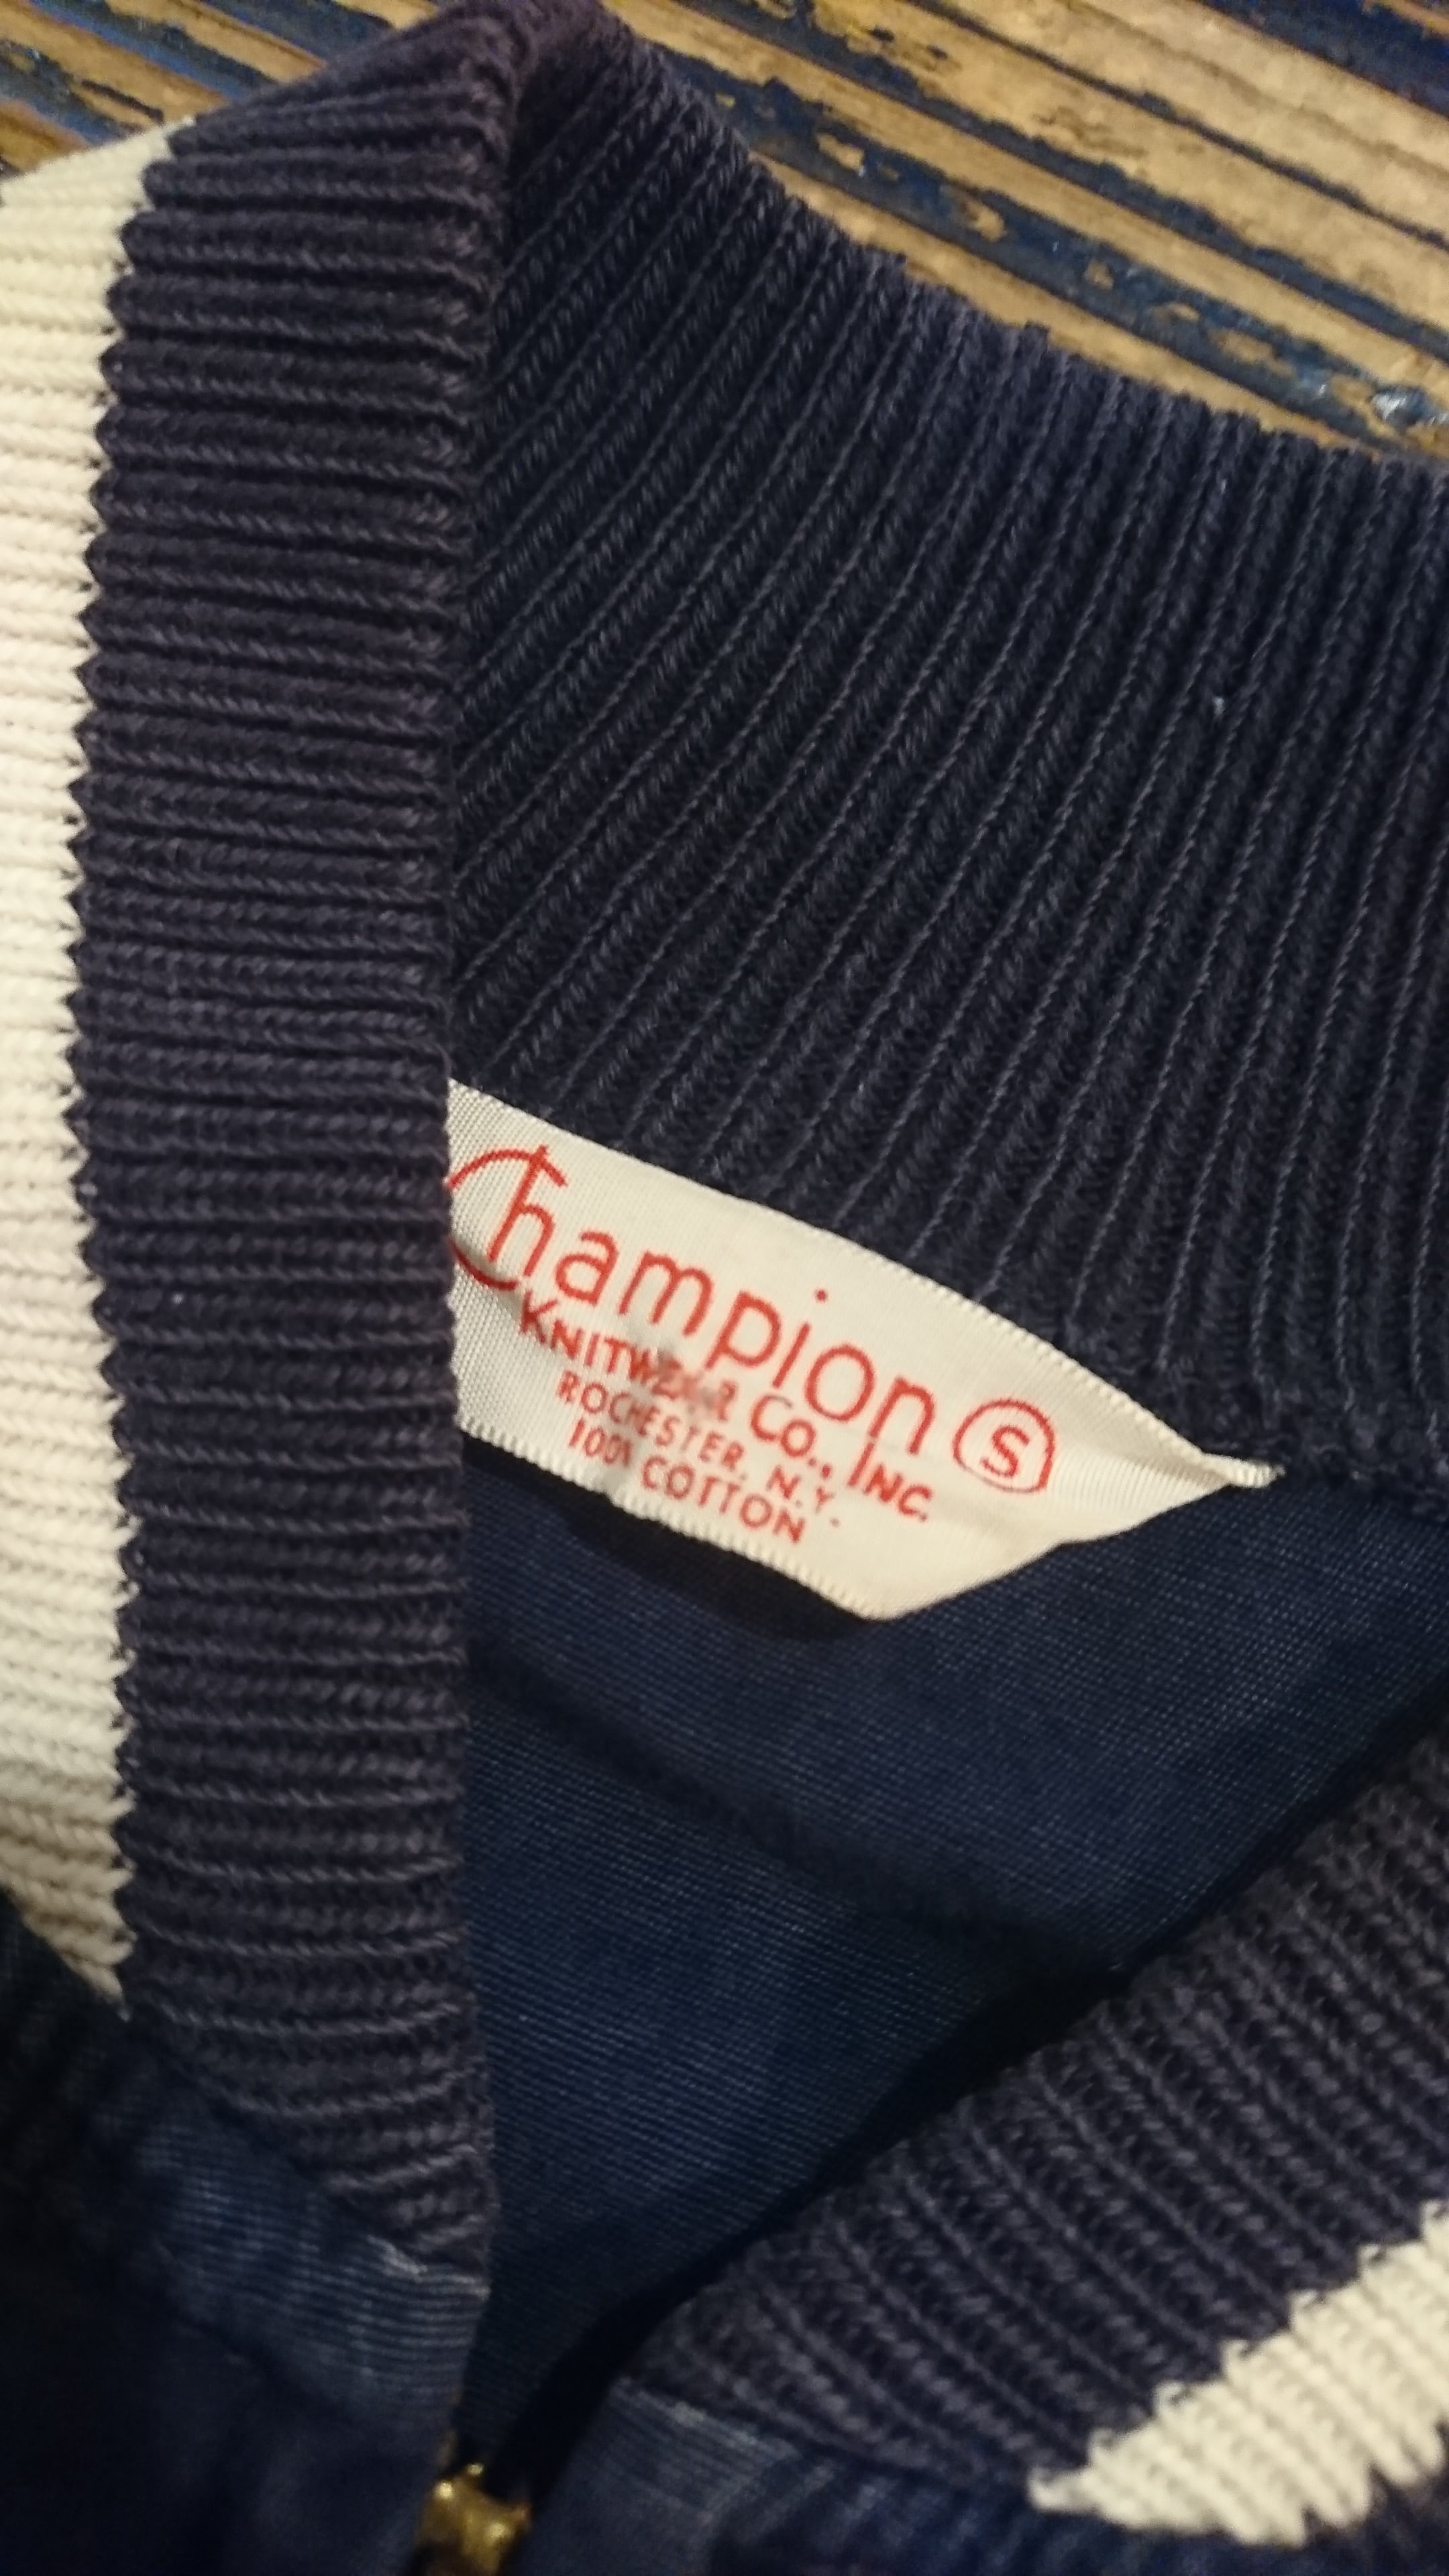 Champion S
KNITWEAR CO., INC.
ROCHESTER, N.Y.
100% COTTON